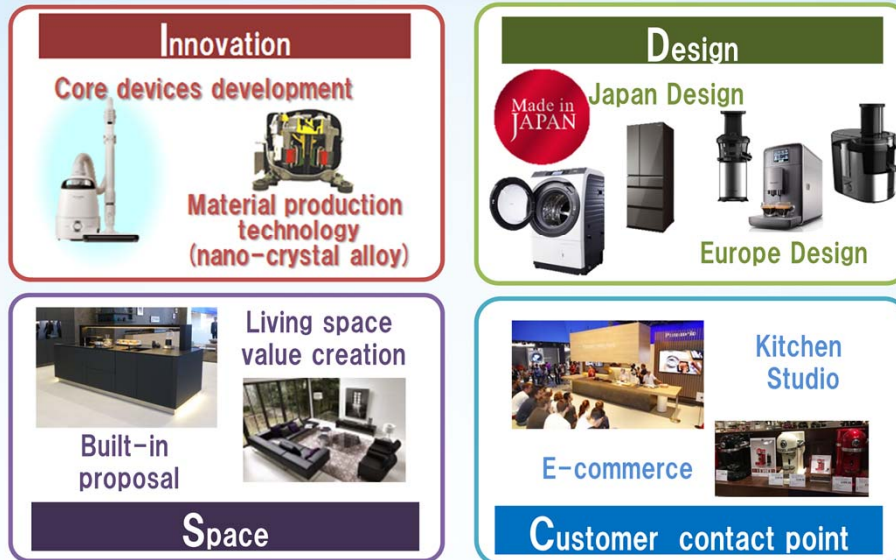 Innovation
Core devices development
Material production
technology
(nano-crystal alloy)
Design
Made in
JAPAN
Japan Design
Europe Design
Living space
value creation
Built-in
proposal
Space
Panasonic
Kitchen
Studio
E-commerce
Customer contact point